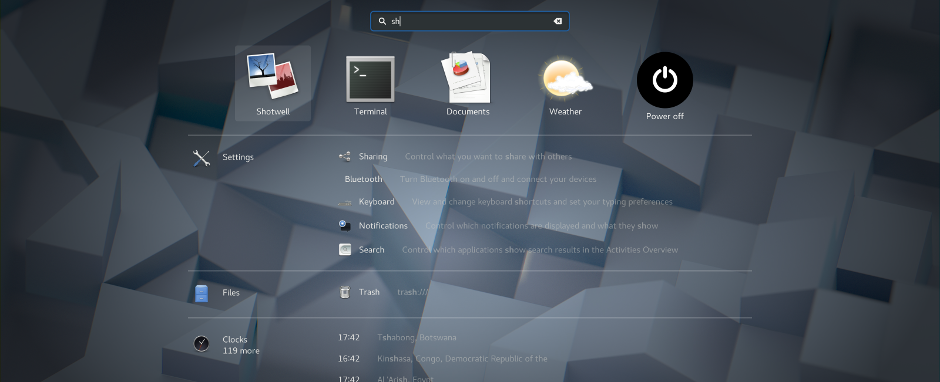 sh
Shotwell
Terminal
Documents
Weather
Power off
Settings
Sharing Control what you want to share with others
Bluetooth Turn Bluetooth on and off and connect your devices
Keyboard View and change keyboard shortcuts and set your typing preferences
Notifications Control which notifications are displayed and what they show
Search Control which applications show search results in the Activities Overview
Files
Trash trash:///
Clocks
119 more
17:42 Tshabong, Botswana
16:42 Kinshasa, Congo, Democratic Republic of the
17:42 Al 'Arish, Egypt